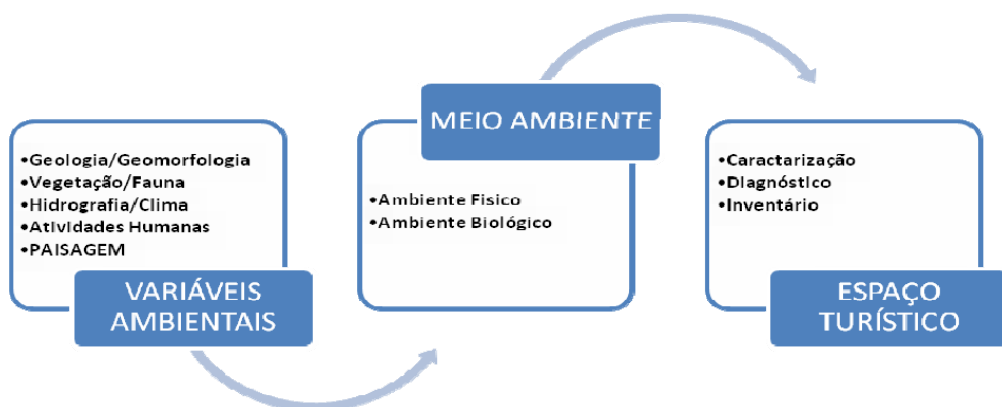 •Geologia/Geomorfologia
•Vegetação/Fauna
•Hidrografia/Clima
•Atividades Humanas
•PAISAGEM
VARIÁVEIS
AMBIENTAIS
MEIO AMBIENTE
•Ambiente Fisico
•Ambiente Biológico
•Caractarização
•Diagnóstico
•Inventário
ESPAÇO
TURÍSTICO